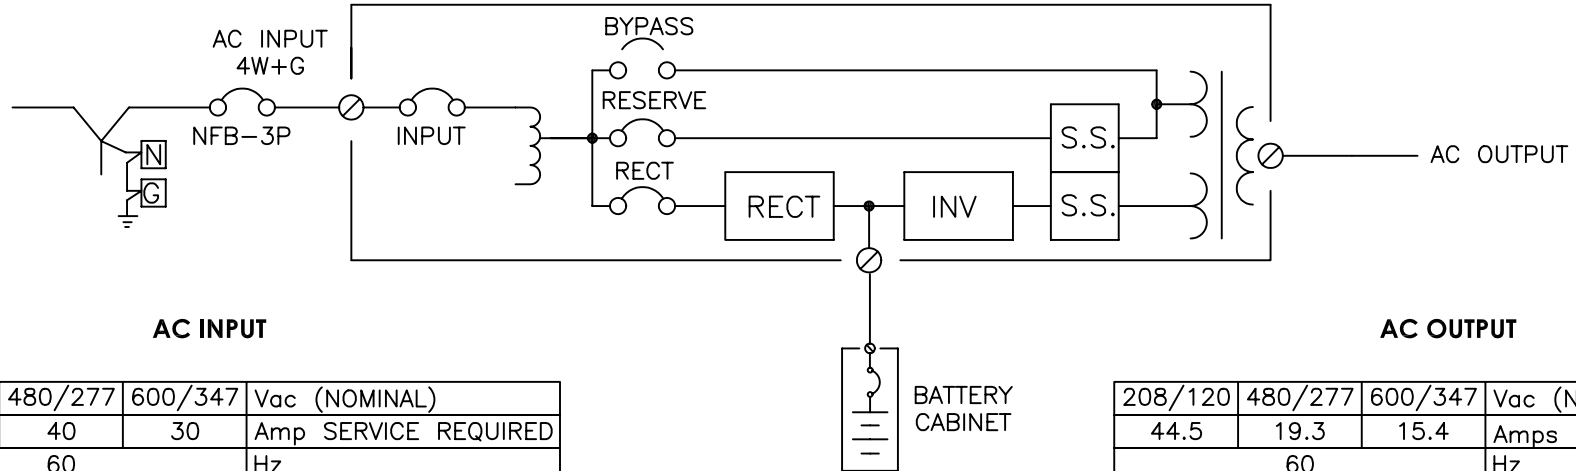 AC INPUT
4W+G
NFB-3P
INPUT
N
G
BYPASS
RESERVE
RECT
RECT
INV
S.S.
S.S.
AC OUTPUT
BATTERY
CABINET
AC INPUT
480/277 600/347 Vac (NOMINAL)
40 30 Amp SERVICE REQUIRED
60 Hz
AC OUTPUT
208/120 480/277 600/347 Vac (N
44.5 19.3 15.4 Amps
60 Hz